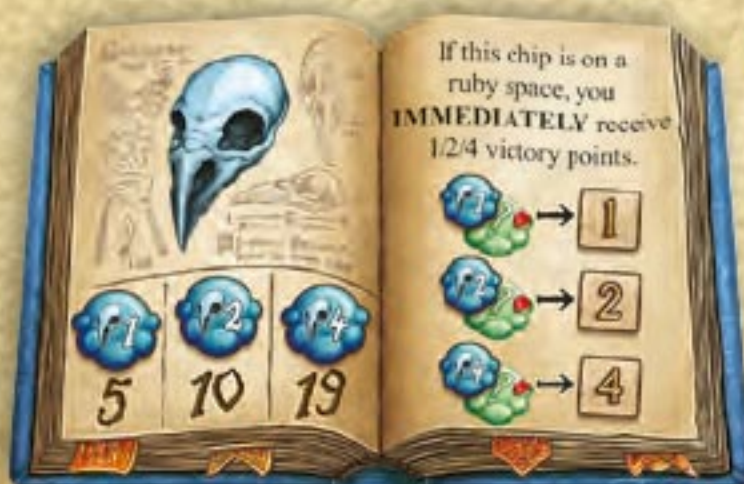 1 2 4
5 10 19
If this chip is on a
ruby space, you
IMMEDIATELY receive
1/2/4 victory points.
1 → 1
2 → 2
4 → 4